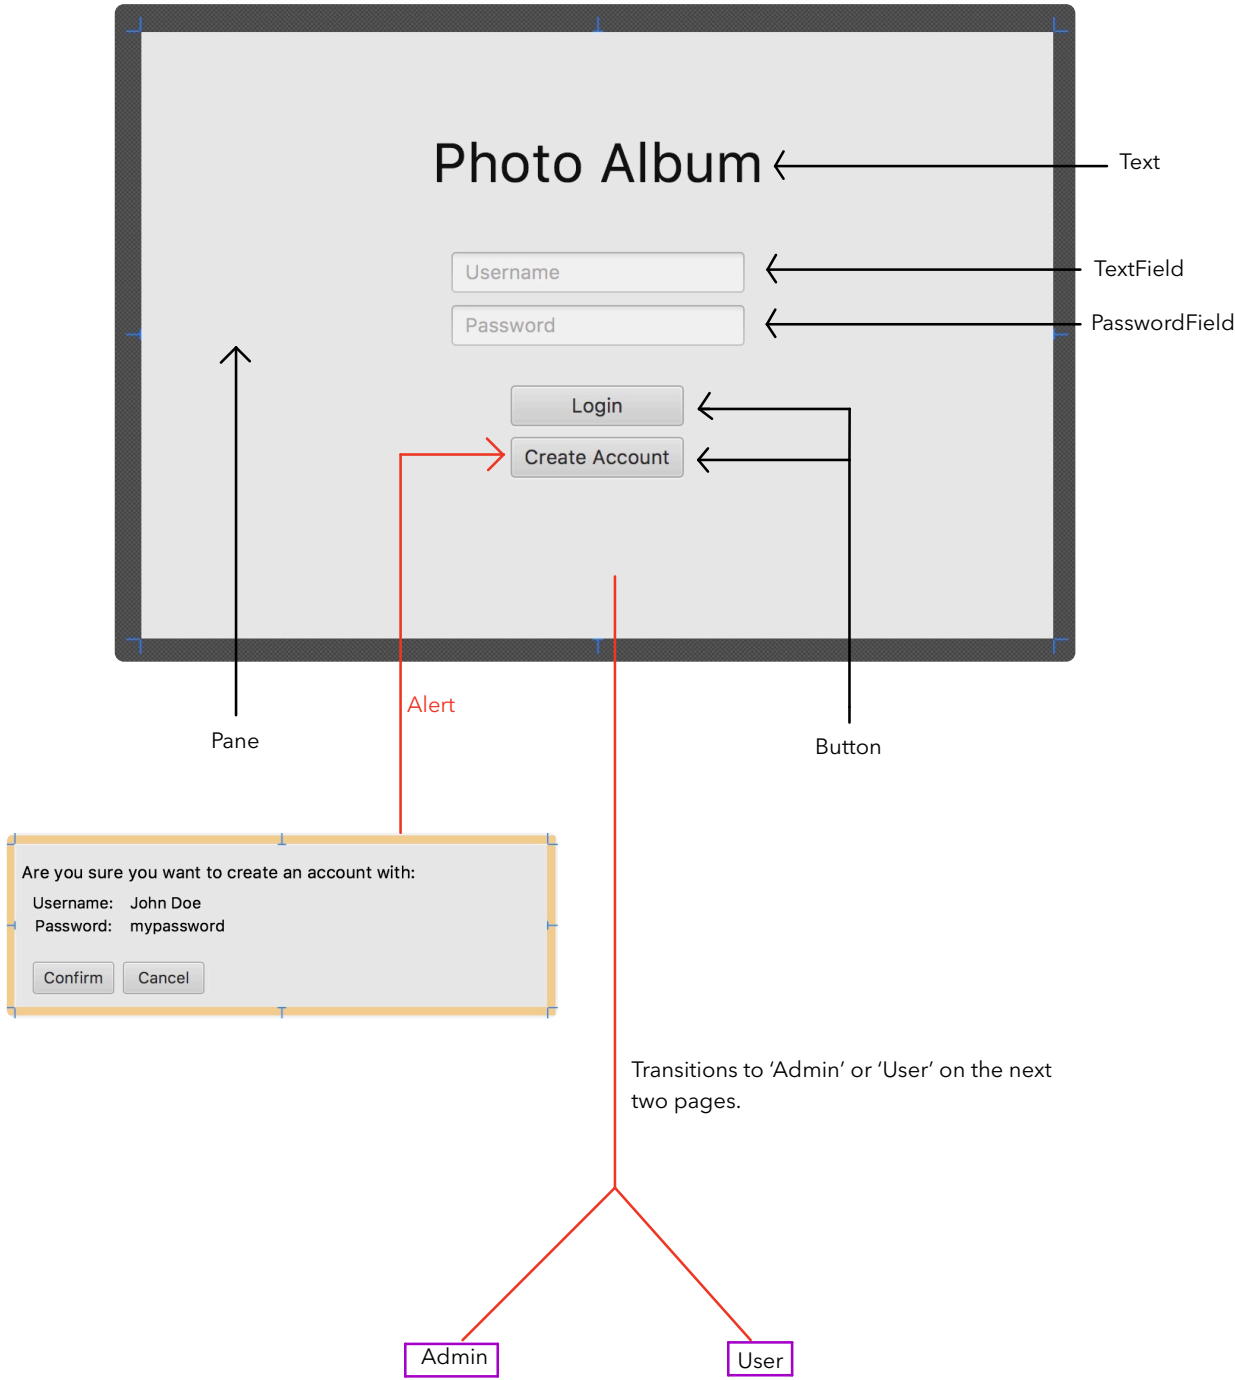 Photo Album
Text
Username
TextField
Password
PasswordField
Login
Create Account
Alert
Pane
Button
Are you sure you want to create an account with:
Username: John Doe
Password: mypassword
Confirm Cancel
Transitions to ‘Admin’ or ‘User’ on the next
two pages.
Admin
User